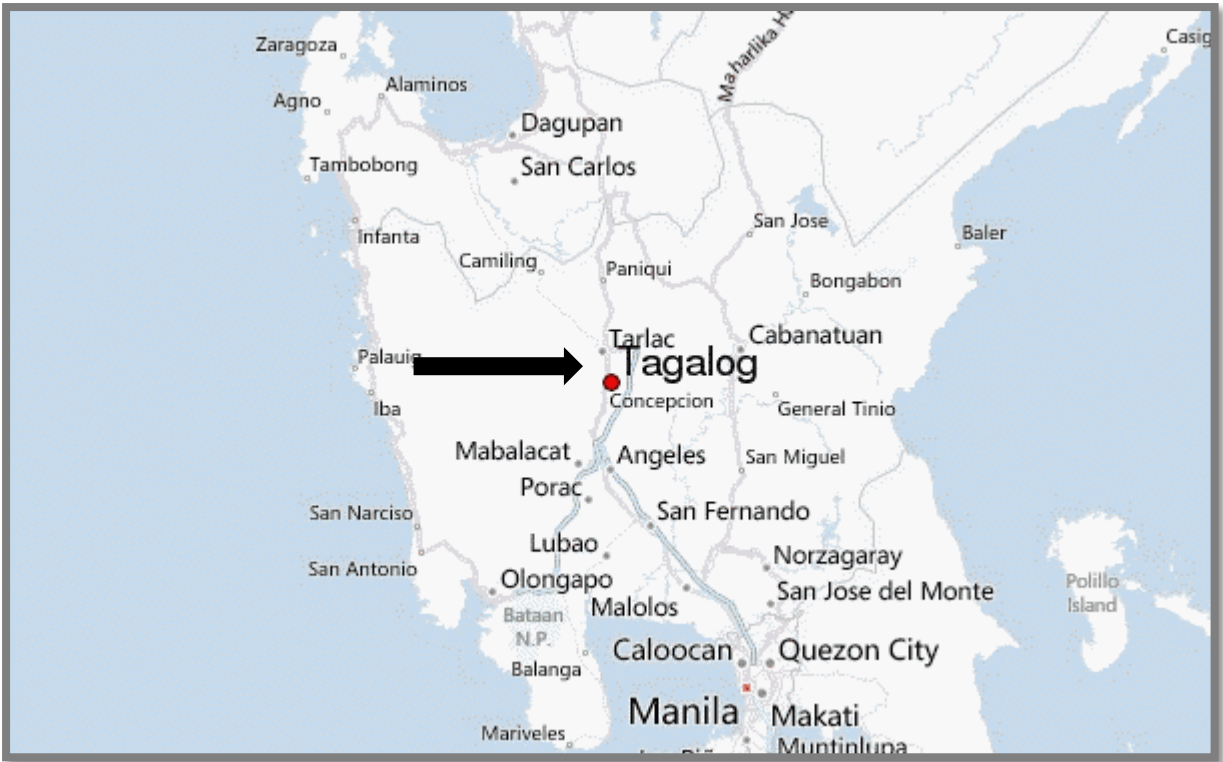 Zaragoza
Casig
Maharlika H
Alaminos
Agno
Dagupan
Tambobong
San Carlos
San Jose
Infanta
Baler
Camiling
Paniqui
Bongabon
Tarlac
Cabanatuan
Palauig
Tagalog
Concepcion
Iba
General Tinio
Mabalacat
Angeles
San Miguel
Porac
San Narciso
San Fernando
Lubao
Norzagaray
San Antonio
Olongapo
Polillo
Island
San Jose del Monte
Malolos
Bataan
N.P.
Caloocan
Quezon City
Balanga
Manila
Makati
Mariveles
Muntinlupa